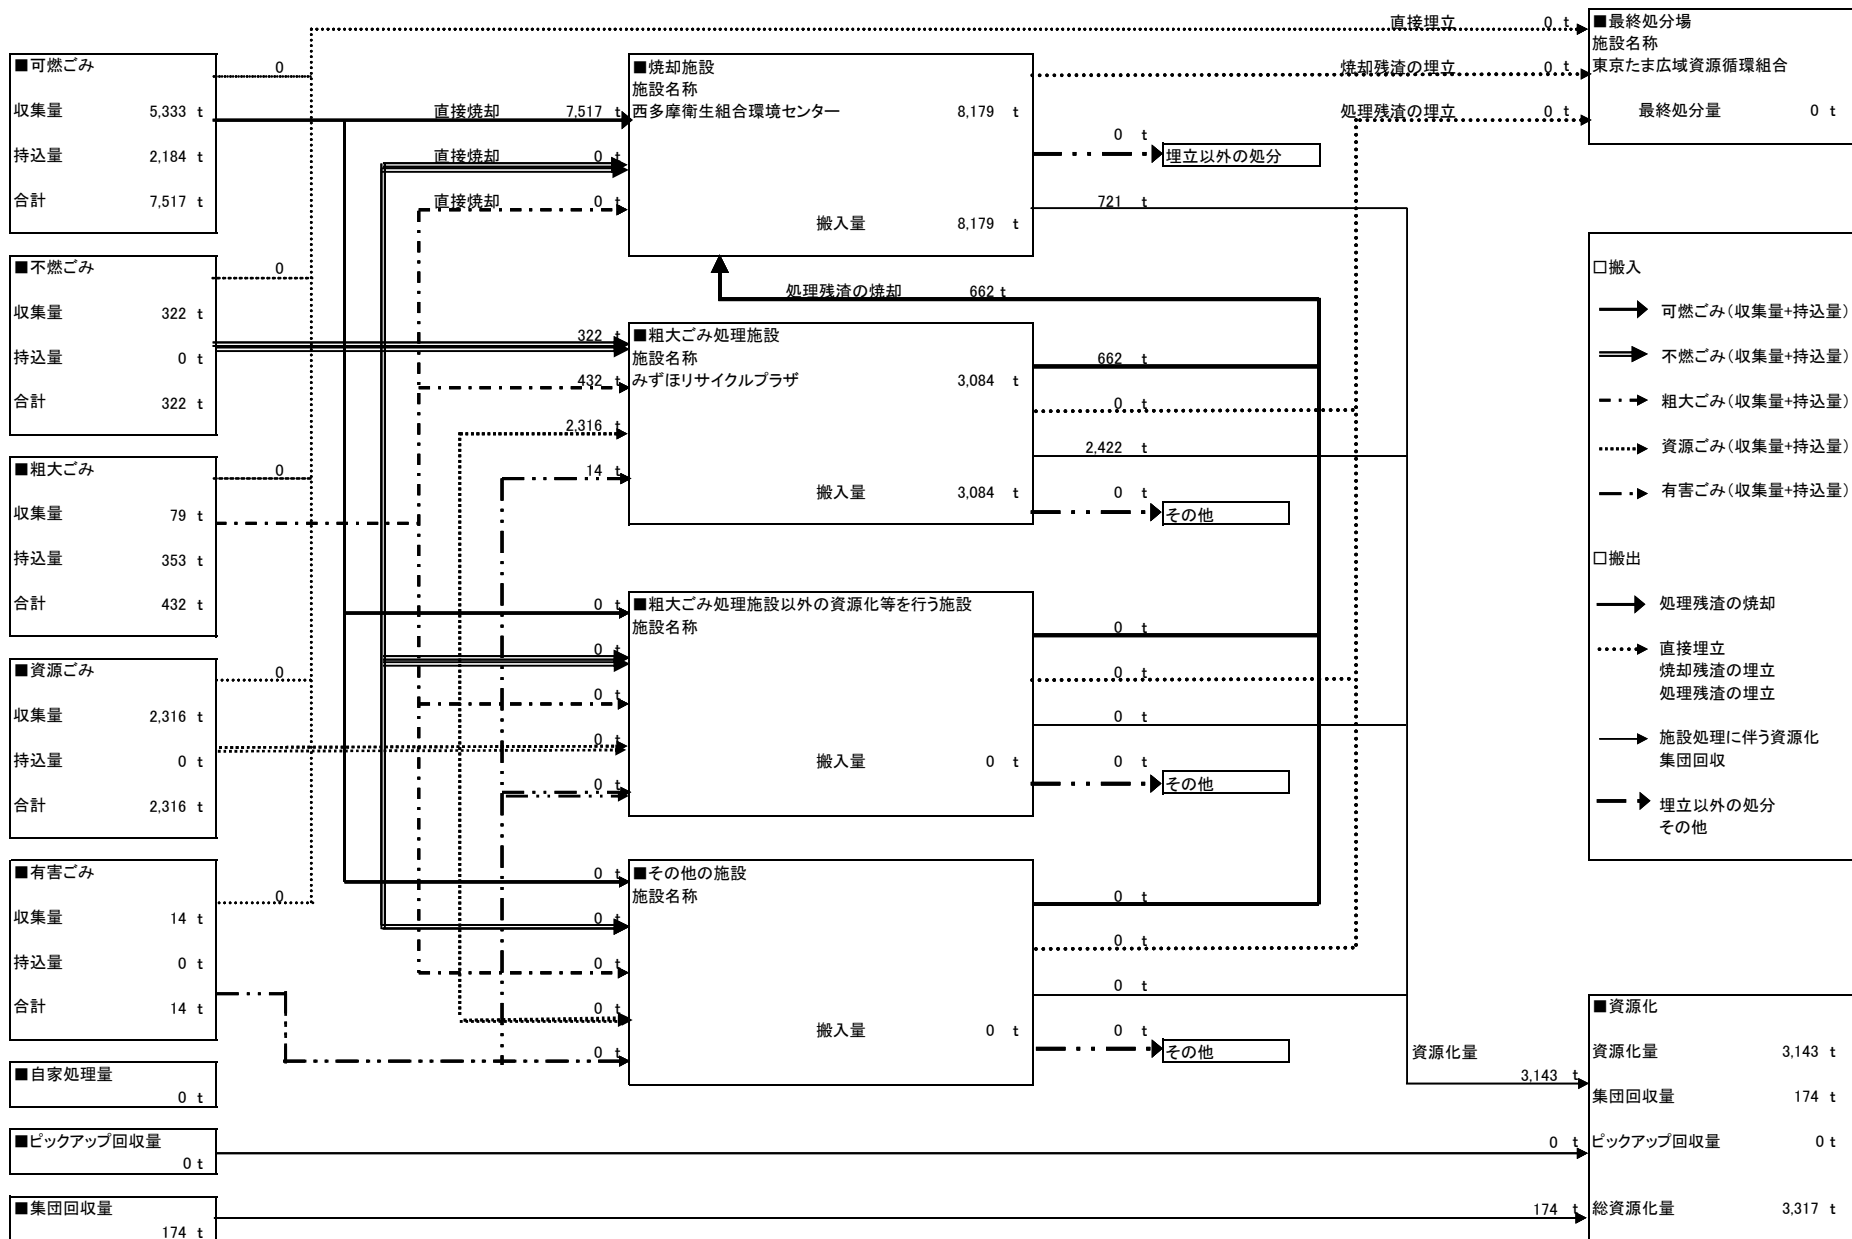 ■可燃ごみ
収集量 5,333 t
持込量 2,184 t
合計 7,517 t
■不燃ごみ
収集量 322 t
持込量 0 t
合計 322 t
■粗大ごみ
収集量 79 t
持込量 353 t
合計 432 t
■資源ごみ
収集量 2,316 t
持込量 0 t
合計 2,316 t
■有害ごみ
収集量 14 t
持込量 0 t
合計 14 t
■自家処理量
0 t
■ピックアップ回収量
0 t
■集団回収量
174 t
0
0
0
0
0
直接焼却 7,517 t
直接焼却 0 t
直接焼却 0 t
■焼却施設
施設名称
西多摩衛生組合環境センター 8,179 t
搬入量 8,179 t
処理残渣の焼却 662 t
322 t
432 t
2,316 t
14 t
■粗大ごみ処理施設
施設名称
みずほリサイクルプラザ 3,084 t
搬入量 3,084 t
0 t
0 t
0 t
0 t
0 t
■粗大ごみ処理施設以外の資源化等を行う施設
施設名称
搬入量 0 t
0 t
0 t
0 t
0 t
0 t
■その他の施設
施設名称
搬入量 0 t
直接埋立 0 t
焼却残渣の埋立 0 t
処理残渣の埋立 0 t
0 t
埋立以外の処分
721 t
662 t
0 t
2,422 t
0 t
その他
0 t
0 t
0 t
0 t
その他
0 t
0 t
0 t
0 t
その他
資源化量
3,143 t
0 t
174 t
■最終処分場
施設名称
東京たま広域資源循環組合
最終処分量 0 t
□搬入
可燃ごみ(収集量+持込量)
不燃ごみ(収集量+持込量)
粗大ごみ(収集量+持込量)
資源ごみ(収集量+持込量)
有害ごみ(収集量+持込量)
□搬出
処理残渣の焼却
直接埋立
焼却残渣の埋立
処理残渣の埋立
施設処理に伴う資源化
集団回収
埋立以外の処分
その他
■資源化
資源化量 3,143 t
集団回収量 174 t
ピックアップ回収量 0 t
総資源化量 3,317 t